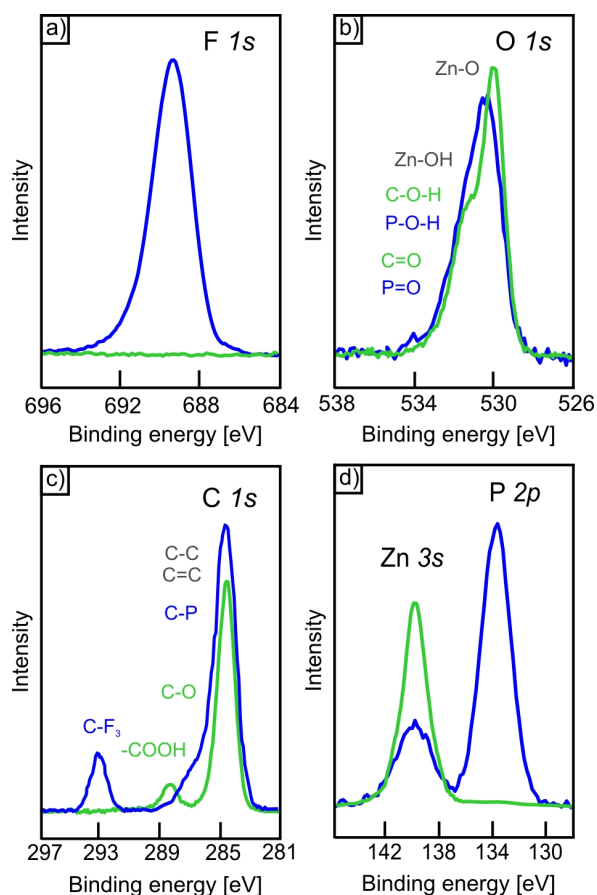 a)
F 1s
Intensity
696 692 688 684
Binding energy [eV]
b)
O 1s
Zn-O
Zn-OH
C-O-H
P-O-H
C=O
P=O
Intensity
538 534 530 526
Binding energy [eV]
c)
C 1s
C-C
C=C
C-P
C-O
C-F₃
-COOH
Intensity
297 293 289 285 281
Binding energy [eV]
d)
P 2p
Zn 3s
Intensity
142 138 134 130
Binding energy [eV]